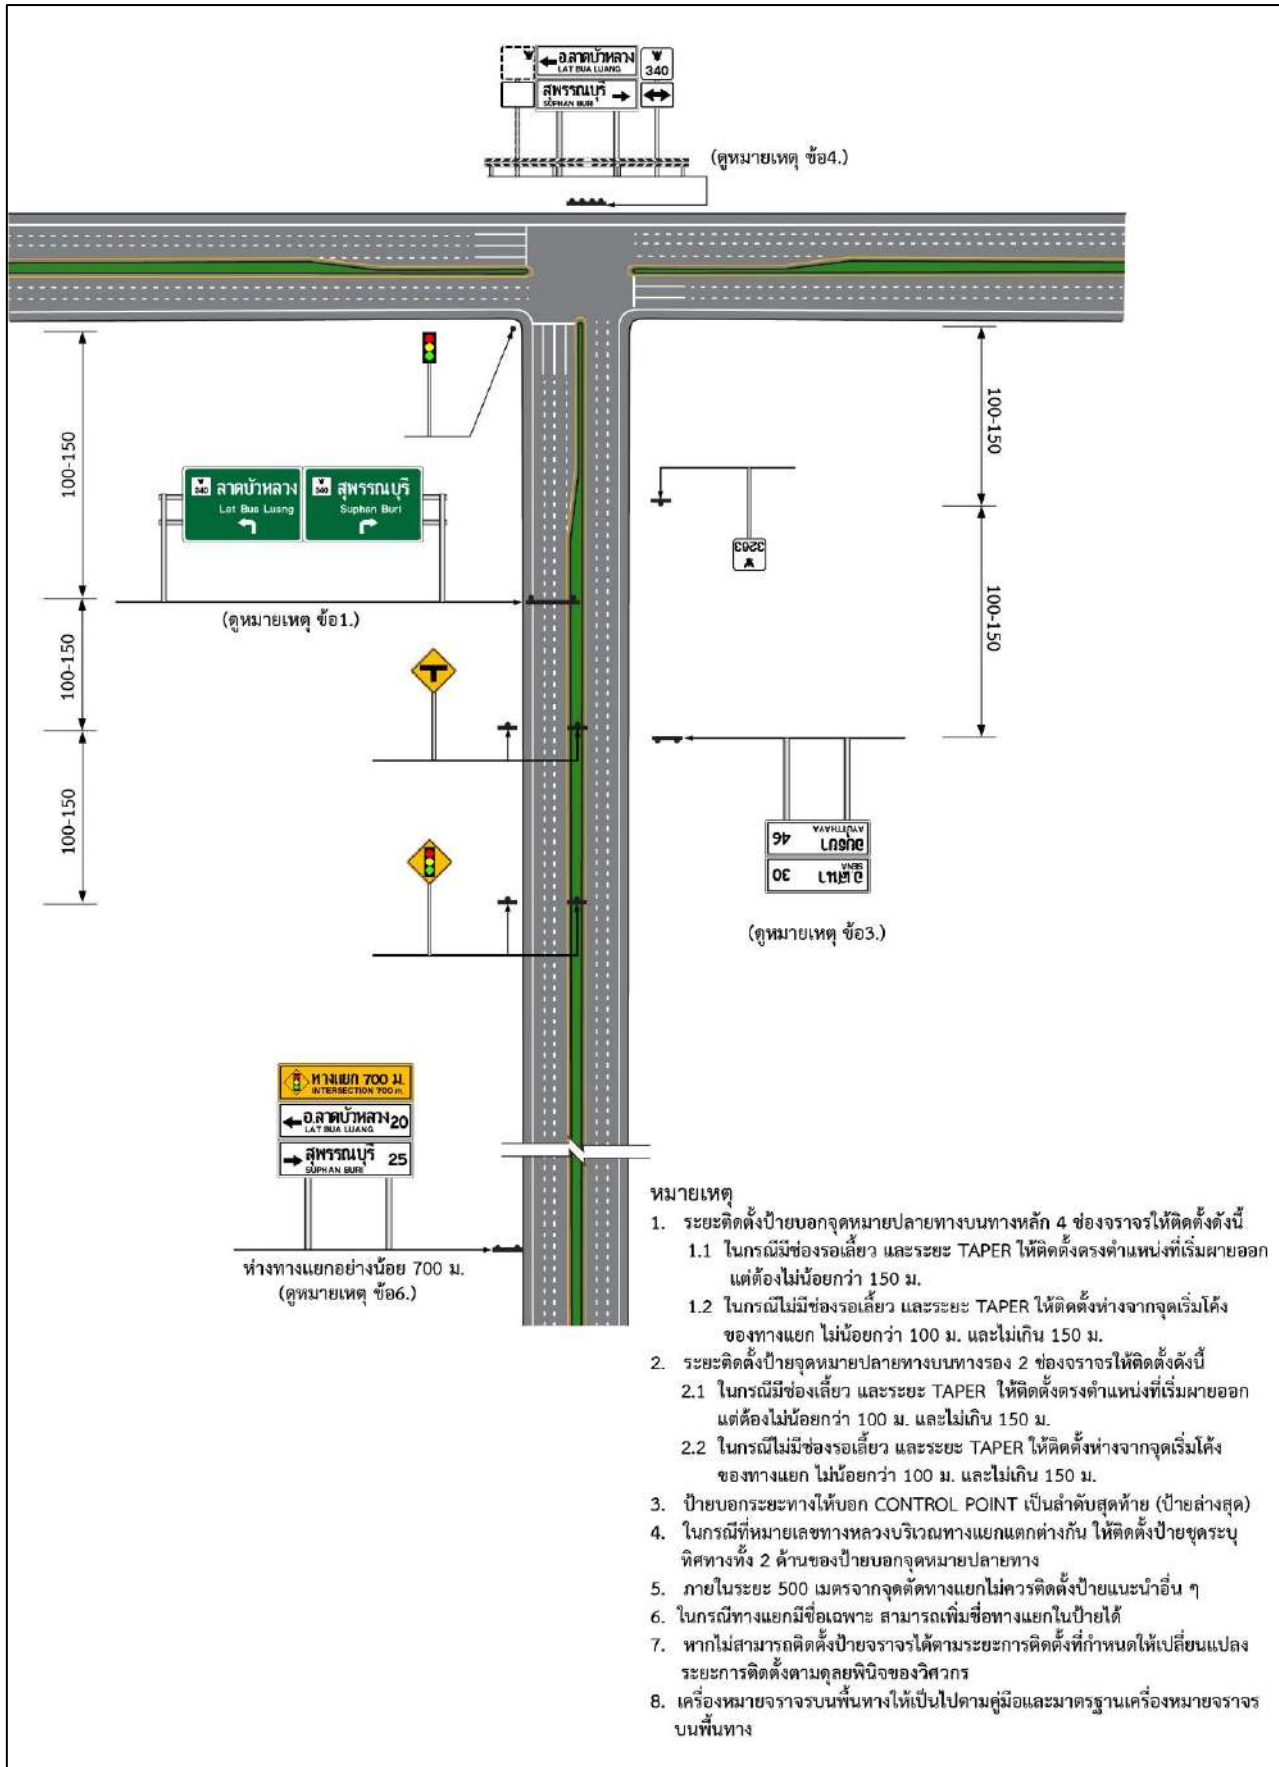 อ.ลาดบัวหลวง
LAT BUA LUANG
340
สุพรรณบุรี
SUPHAN BURI
(ดูหมายเหตุ ข้อ4.)
100-150
100-150
340 ลาดบัวหลวง
Lat Bua Luang
340 สุพรรณบุรี
Suphan Buri
(ดูหมายเหตุ ข้อ1.)
3263
100-150
100-150
100-150
อยุธยา 46
AYUTTHAYA
อ.เสนา 30
SENA
(ดูหมายเหตุ ข้อ3.)
ทางแยก 700 ม.
INTERSECTION 700 m.
อ.ลาดบัวหลวง 20
LAT BUA LUANG
สุพรรณบุรี 25
SUPHAN BURI
ห่างทางแยกอย่างน้อย 700 ม.
(ดูหมายเหตุ ข้อ6.)
หมายเหตุ
1. ระยะติดตั้งป้ายบอกจุดหมายปลายทางบนทางหลัก 4 ช่องจราจรให้ติดตั้งดังนี้
1.1 ในกรณีมีช่องรอเลี้ยว และระยะ TAPER ให้ติดตั้งตรงตำแหน่งที่เริ่มผายออก
แต่ต้องไม่น้อยกว่า 150 ม.
1.2 ในกรณีไม่มีช่องรอเลี้ยว และระยะ TAPER ให้ติดตั้งห่างจากจุดเริ่มโค้ง
ของทางแยก ไม่น้อยกว่า 100 ม. และไม่เกิน 150 ม.
2. ระยะติดตั้งป้ายจุดหมายปลายทางบนทางรอง 2 ช่องจราจรให้ติดตั้งดังนี้
2.1 ในกรณีมีช่องเลี้ยว และระยะ TAPER ให้ติดตั้งตรงตำแหน่งที่เริ่มผายออก
แต่ต้องไม่น้อยกว่า 100 ม. และไม่เกิน 150 ม.
2.2 ในกรณีไม่มีช่องรอเลี้ยว และระยะ TAPER ให้ติดตั้งห่างจากจุดเริ่มโค้ง
ของทางแยก ไม่น้อยกว่า 100 ม. และไม่เกิน 150 ม.
3. ป้ายบอกระยะทางให้บอก CONTROL POINT เป็นลำดับสุดท้าย (ป้ายล่างสุด)
4. ในกรณีที่หมายเลขทางหลวงบริเวณทางแยกแตกต่างกัน ให้ติดตั้งป้ายชุดระบุ
ทิศทางทั้ง 2 ด้านของป้ายบอกจุดหมายปลายทาง
5. ภายในระยะ 500 เมตรจากจุดตัดทางแยกไม่ควรติดตั้งป้ายแนะนำอื่น ๆ
6. ในกรณีทางแยกมีชื่อเฉพาะ สามารถเพิ่มชื่อทางแยกในป้ายได้
7. หากไม่สามารถติดตั้งป้ายจราจรได้ตามระยะการติดตั้งที่กำหนดให้เปลี่ยนแปลง
ระยะการติดตั้งตามดุลยพินิจของวิศวกร
8. เครื่องหมายจราจรบนพื้นทางให้เป็นไปตามคู่มือและมาตรฐานเครื่องหมายจราจร
บนพื้นทาง